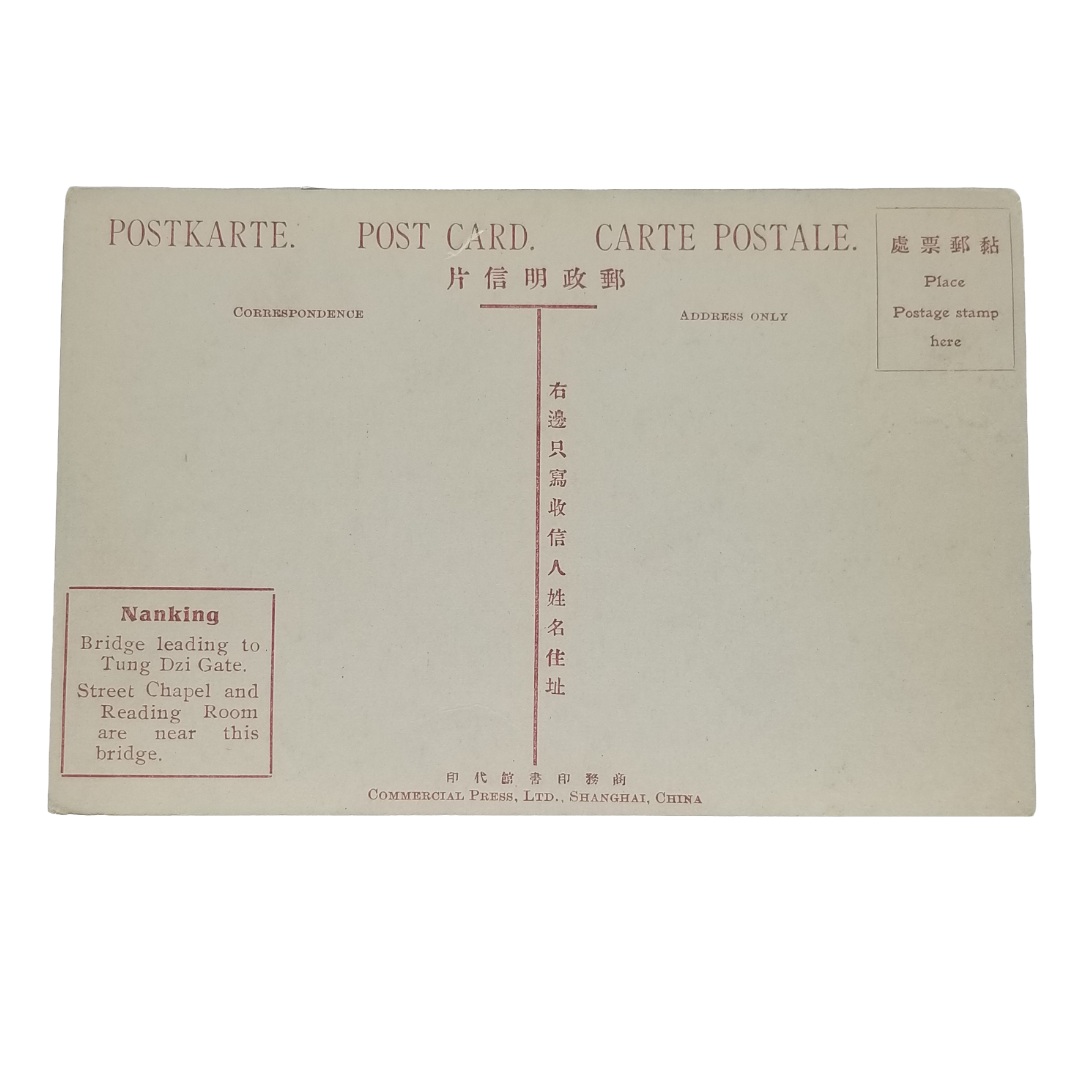 POSTKARTE. POST CARD. CARTE POSTALE.
片信明政郵
CORRESPONDENCE
ADDRESS ONLY
處票郵黏
Place
Postage stamp
here
右邊只寫收信人姓名住址
Nanking
Bridge leading to
Tung Dzi Gate.
Street Chapel and
Reading Room
are near this
bridge.
印代館書印務商
COMMERCIAL PRESS, LTD., SHANGHAI, CHINA